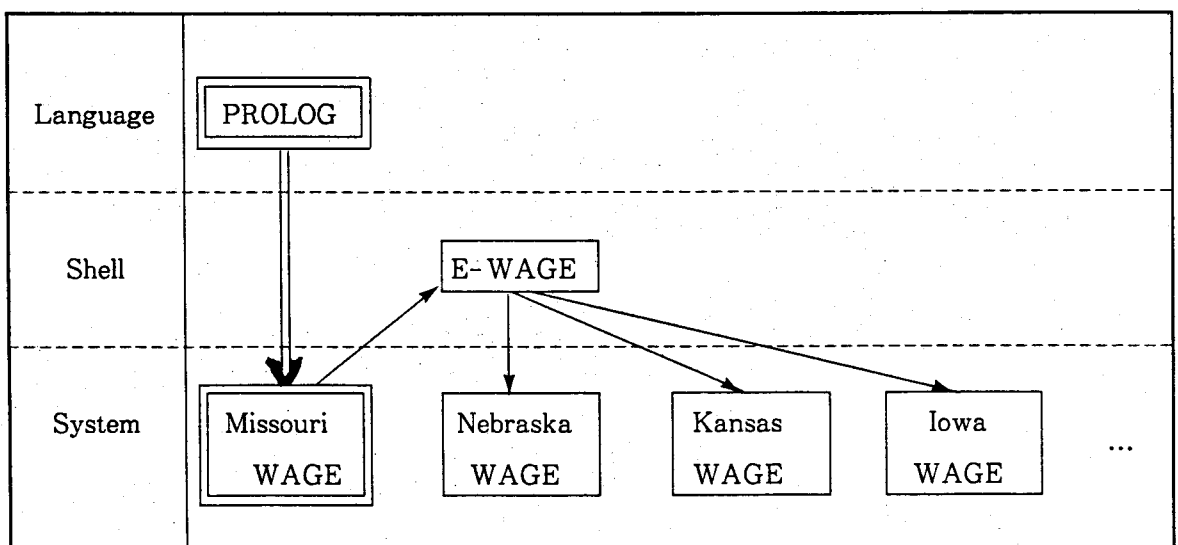 Language
PROLOG
Shell
E-WAGE
System
Missouri
WAGE
Nebraska
WAGE
Kansas
WAGE
Iowa
WAGE
...